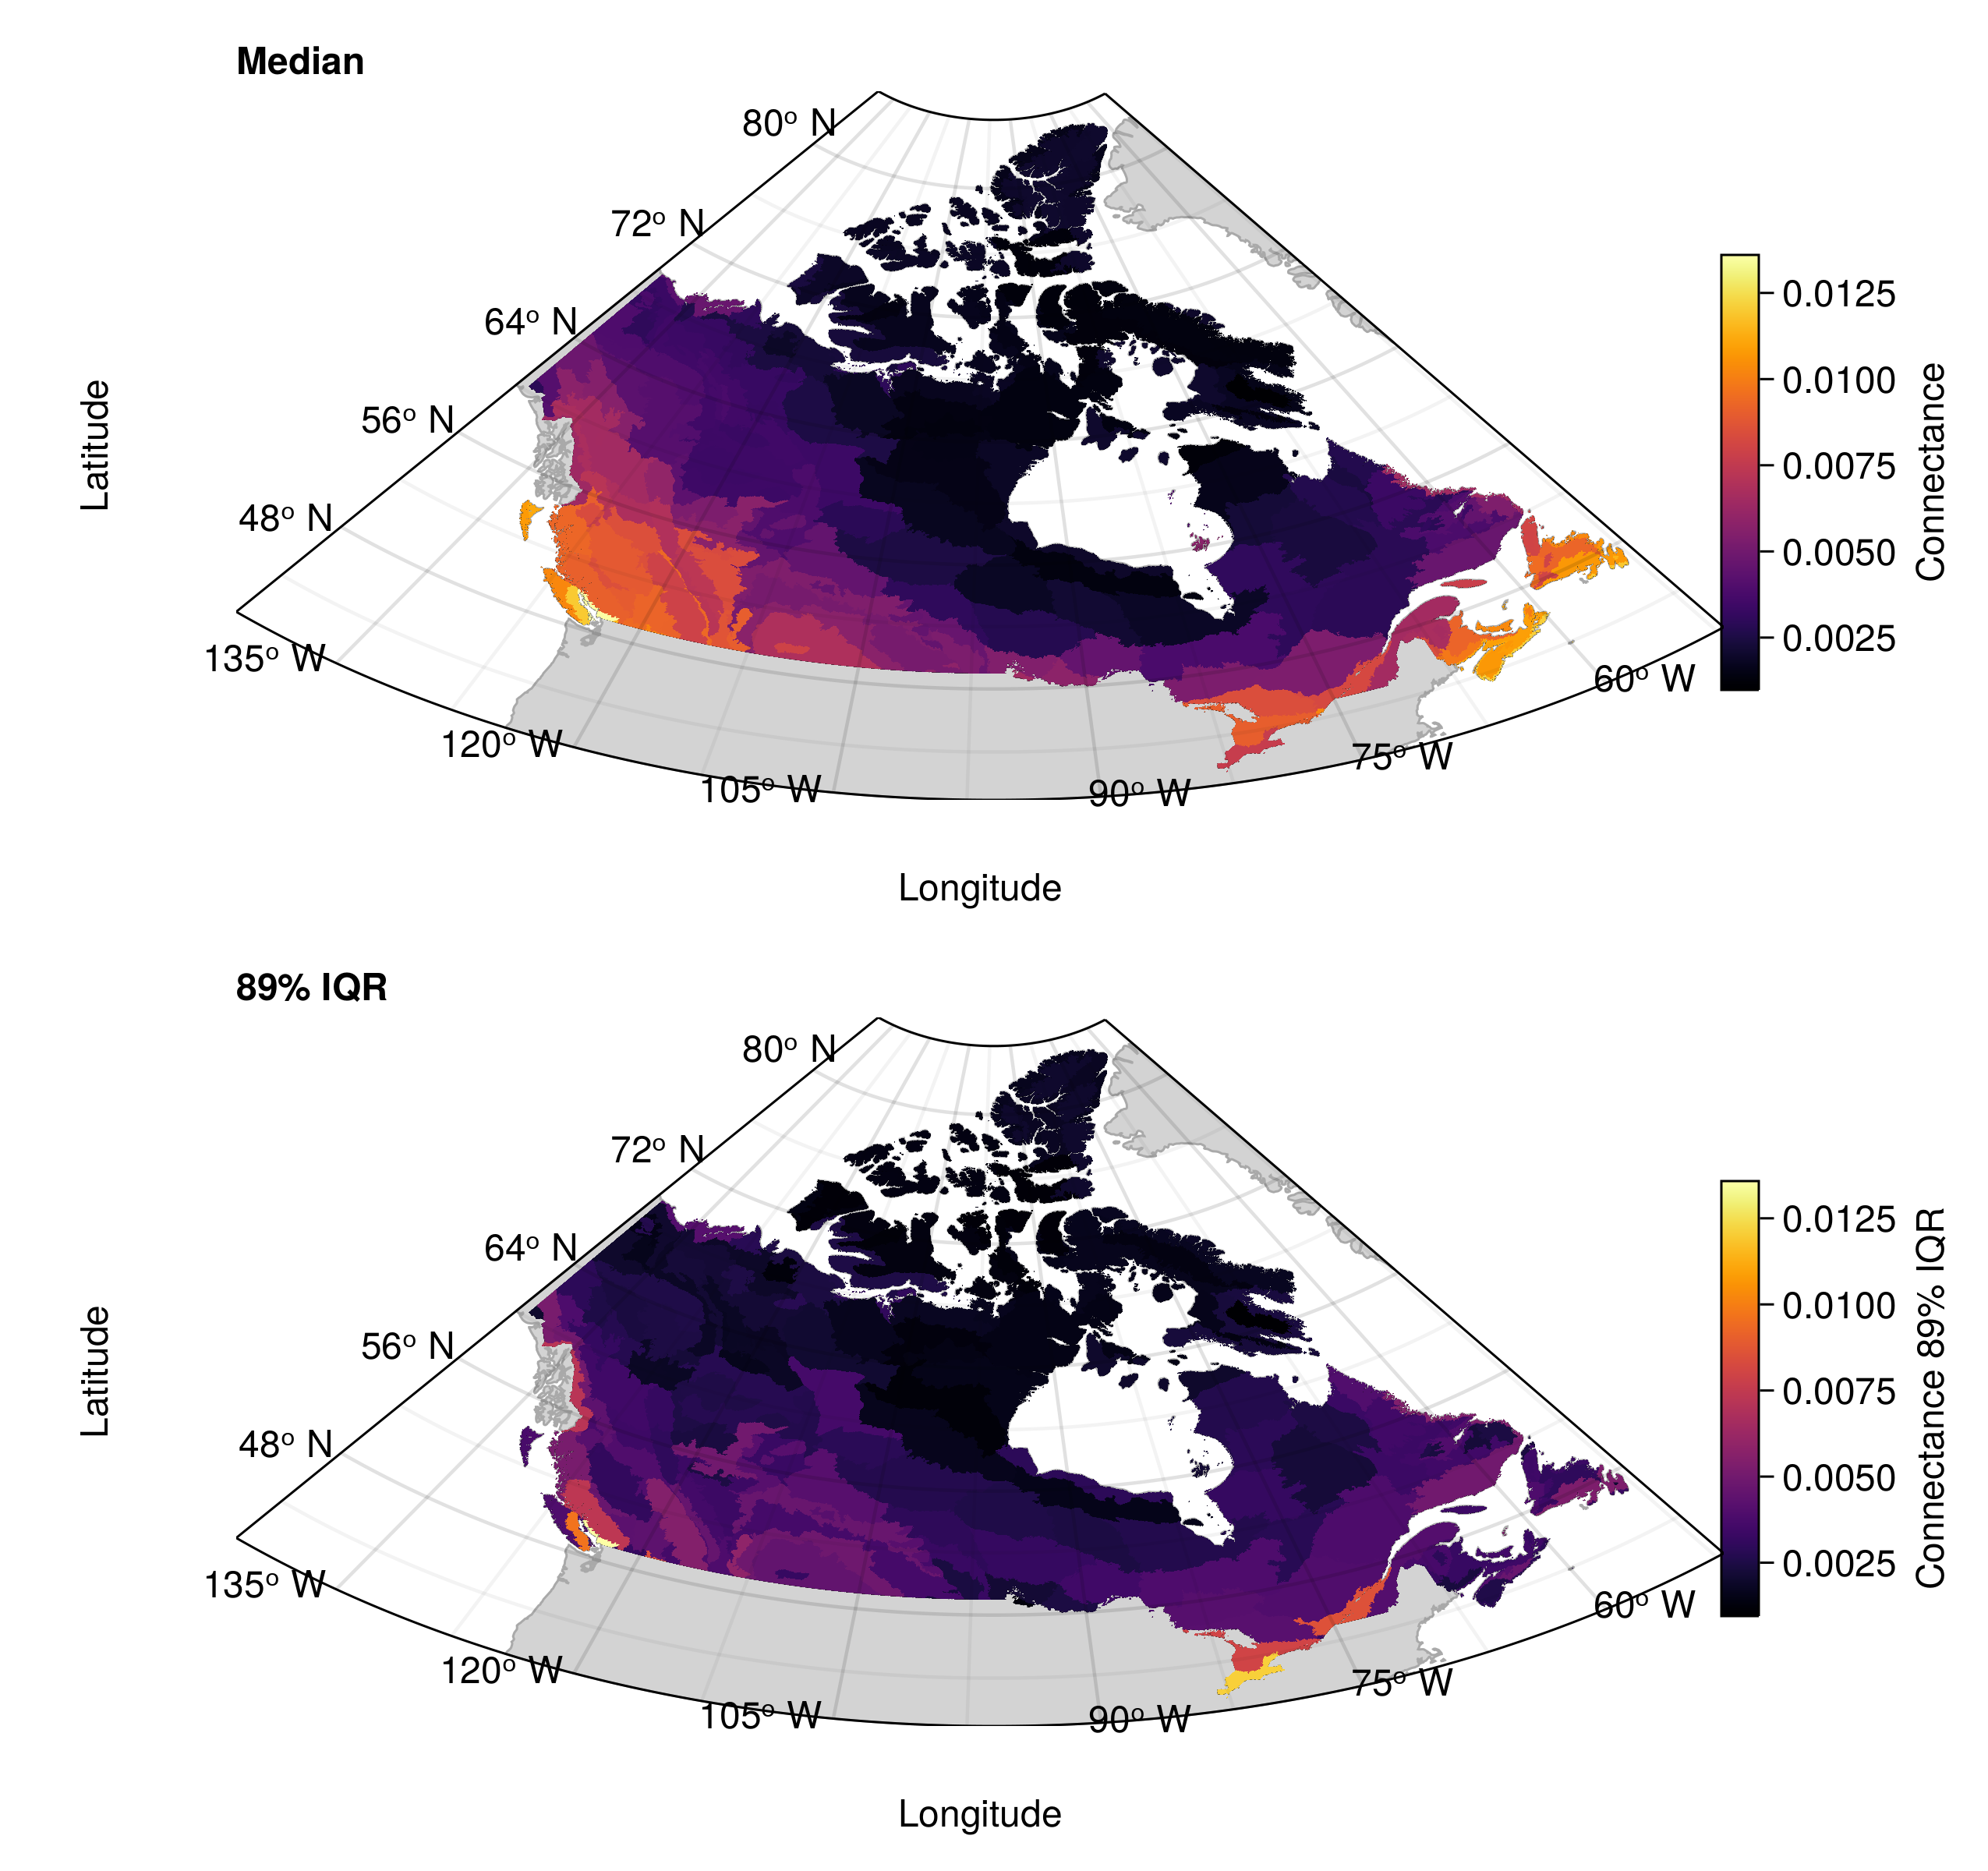 Median
80° N
72° N
64° N
56° N
48° N
135° W
120° W
105° W
90° W
75° W
60° W
Latitude
Longitude
0.0125
0.0100
0.0075
0.0050
0.0025
Connectance
89% IQR
80° N
72° N
64° N
56° N
48° N
135° W
120° W
105° W
90° W
75° W
60° W
Latitude
Longitude
0.0125
0.0100
0.0075
0.0050
0.0025
Connectance 89% IQR